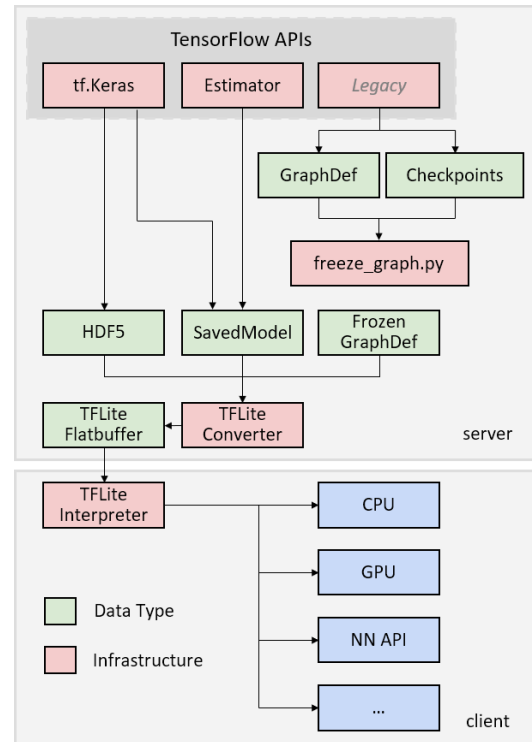 TensorFlow APIs
tf.Keras
Estimator
Legacy
GraphDef
Checkpoints
freeze_graph.py
HDF5
SavedModel
Frozen
GraphDef
TFLite
Flatbuffer
TFLite
Converter
server
TFLite
Interpreter
CPU
GPU
Data Type
NN API
Infrastructure
...
client